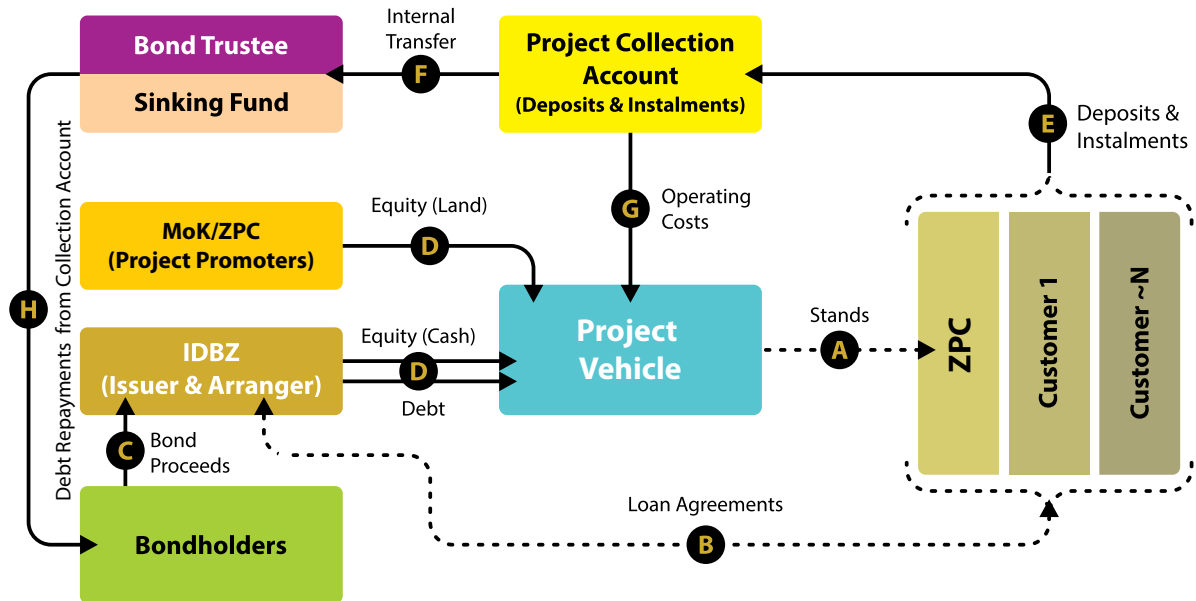 Bond Trustee
Sinking Fund
Internal
Transfer
F
Project Collection
Account
(Deposits & Instalments)
E
Deposits &
Instalments
Debt Repayments from Collection Account
H
MoK/ZPC
(Project Promoters)
Equity (Land)
D
G
Operating
Costs
IDBZ
(Issuer & Arranger)
Equity (Cash)
D
Debt
Project
Vehicle
Stands
A
ZPC
Customer 1
Customer ~N
C
Bond
Proceeds
Loan Agreements
B
Bondholders